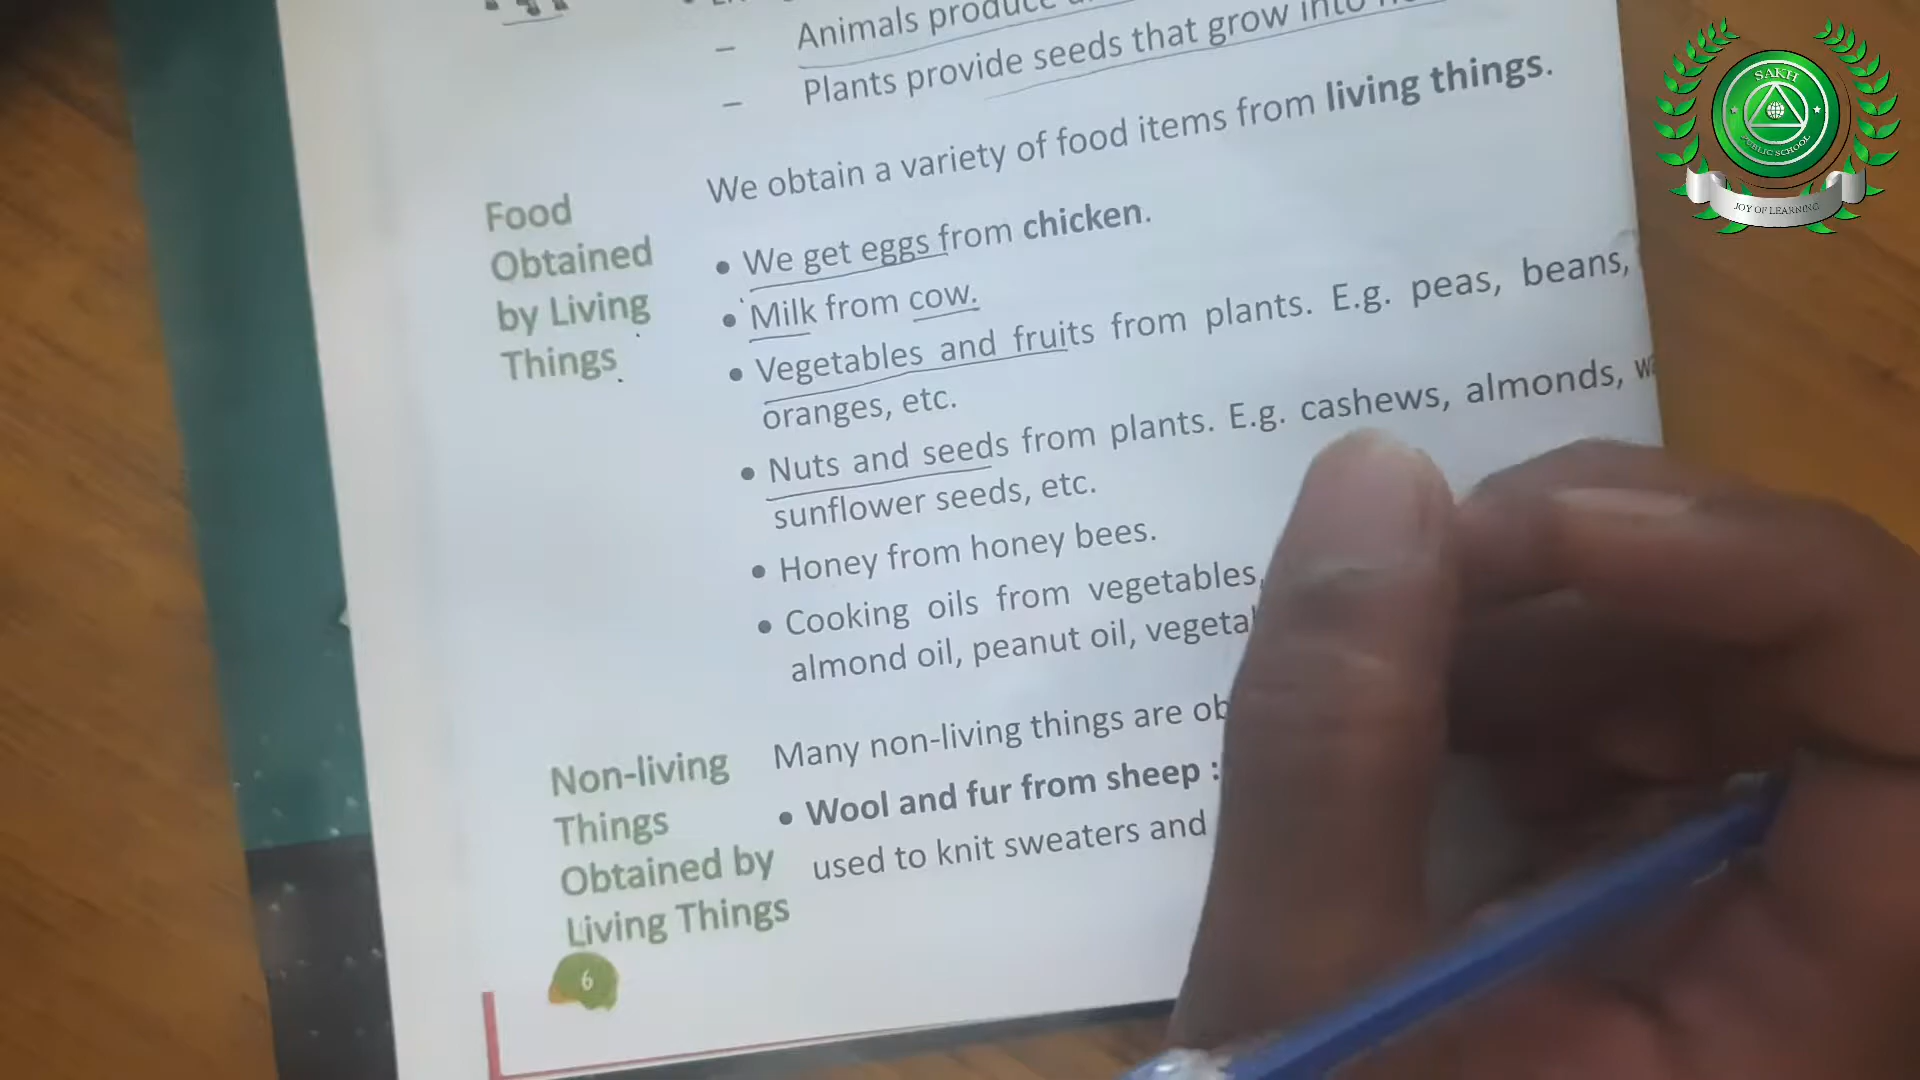 Animals produce
– Plants provide seeds that grow into
We obtain a variety of food items from living things.
Food
Obtained
by Living
Things
• We get eggs from chicken.
• Milk from cow.
• Vegetables and fruits from plants. E.g. peas, beans,
oranges, etc.
• Nuts and seeds from plants. E.g. cashews, almonds,
sunflower seeds, etc.
• Honey from honey bees.
• Cooking oils from vegetables,
almond oil, peanut oil,
Non-living
Things
Obtained by
Living Things
Many non-living things are
• Wool and fur from sheep :
used to knit sweaters and
6
SAKH
PUBLIC SCHOOL
JOY OF LEARNING